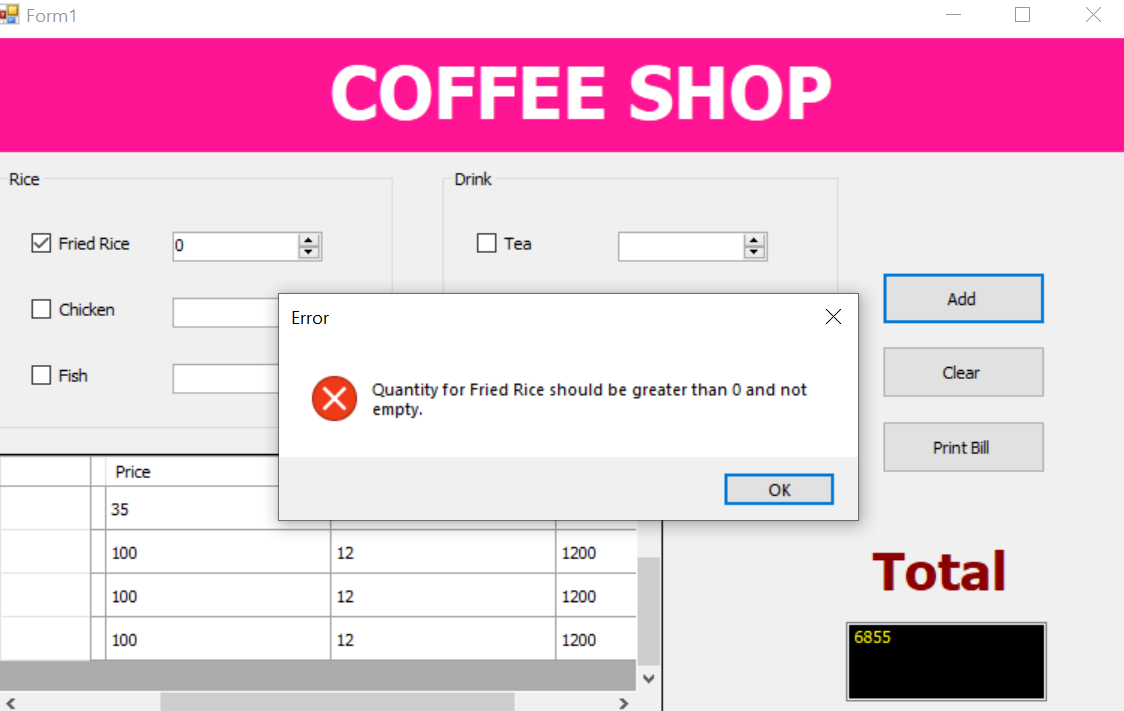 Form1
COFFEE SHOP
Rice
Drink
Fried Rice 0
Tea
Add
Chicken
Error
Clear
Fish
Quantity for Fried Rice should be greater than 0 and not
empty.
Print Bill
Price
OK
35
100 12 1200
100 12 1200
100 12 1200
Total
6855